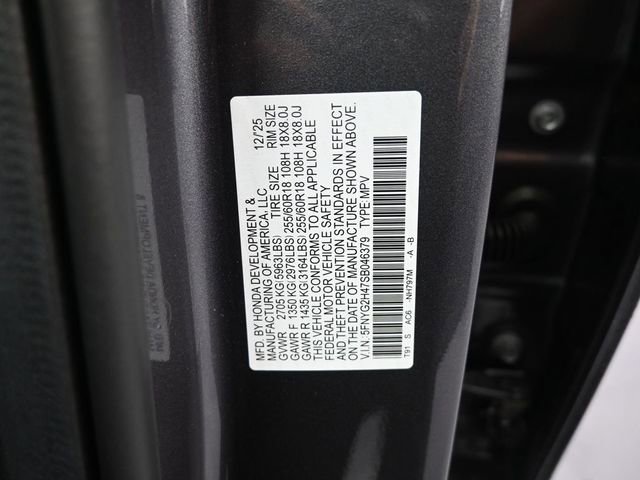 MFD. BY HONDA DEVELOPMENT &
MANUFACTURING OF AMERICA, LLC 12/'25
TIRE SIZE RIM SIZE
GVWR 2705 KG(5963LBS)
GAWR F 1350 KG(2976LBS) 255/60R18 108H 18X8.0J
GAWR R 1435 KG(3164LBS) 255/60R18 108H 18X8.0J
THIS VEHICLE CONFORMS TO ALL APPLICABLE
FEDERAL MOTOR VEHICLE SAFETY
AND THEFT PREVENTION STANDARDS IN EFFECT
ON THE DATE OF MANUFACTURE SHOWN ABOVE.
V.I.N. 5FNYG2H47SB046379 TYPE:MPV
T91 S AC6 -NH797M -A -B